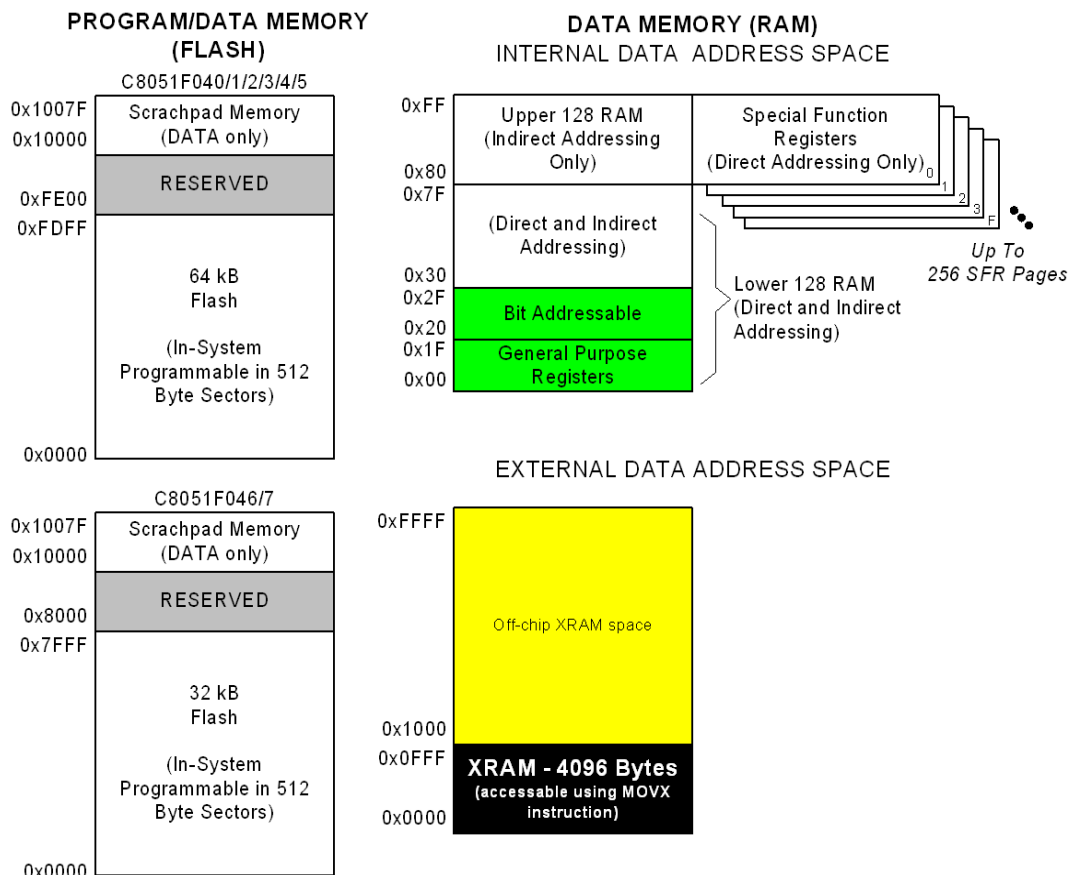 PROGRAM/DATA MEMORY
(FLASH)
C8051F040/1/2/3/4/5
0x1007F
0x10000
Scrachpad Memory
(DATA only)
RESERVED
0xFE00
0xFDFF
64 kB
Flash
(In-System
Programmable in 512
Byte Sectors)
0x0000
C8051F046/7
0x1007F
0x10000
Scrachpad Memory
(DATA only)
RESERVED
0x8000
0x7FFF
32 kB
Flash
(In-System
Programmable in 512
Byte Sectors)
0x0000
DATA MEMORY (RAM)
INTERNAL DATA ADDRESS SPACE
0xFF
Upper 128 RAM
(Indirect Addressing
Only)
0x80
Special Function
Registers
(Direct Addressing Only)
0
1
2
3
F
Up To
256 SFR Pages
0x7F
(Direct and Indirect
Addressing)
0x30
0x2F
Bit Addressable
0x20
0x1F
General Purpose
Registers
0x00
Lower 128 RAM
(Direct and Indirect
Addressing)
EXTERNAL DATA ADDRESS SPACE
0xFFFF
Off-chip XRAM space
0x1000
0x0FFF
XRAM - 4096 Bytes
(accessable using MOVX
instruction)
0x0000